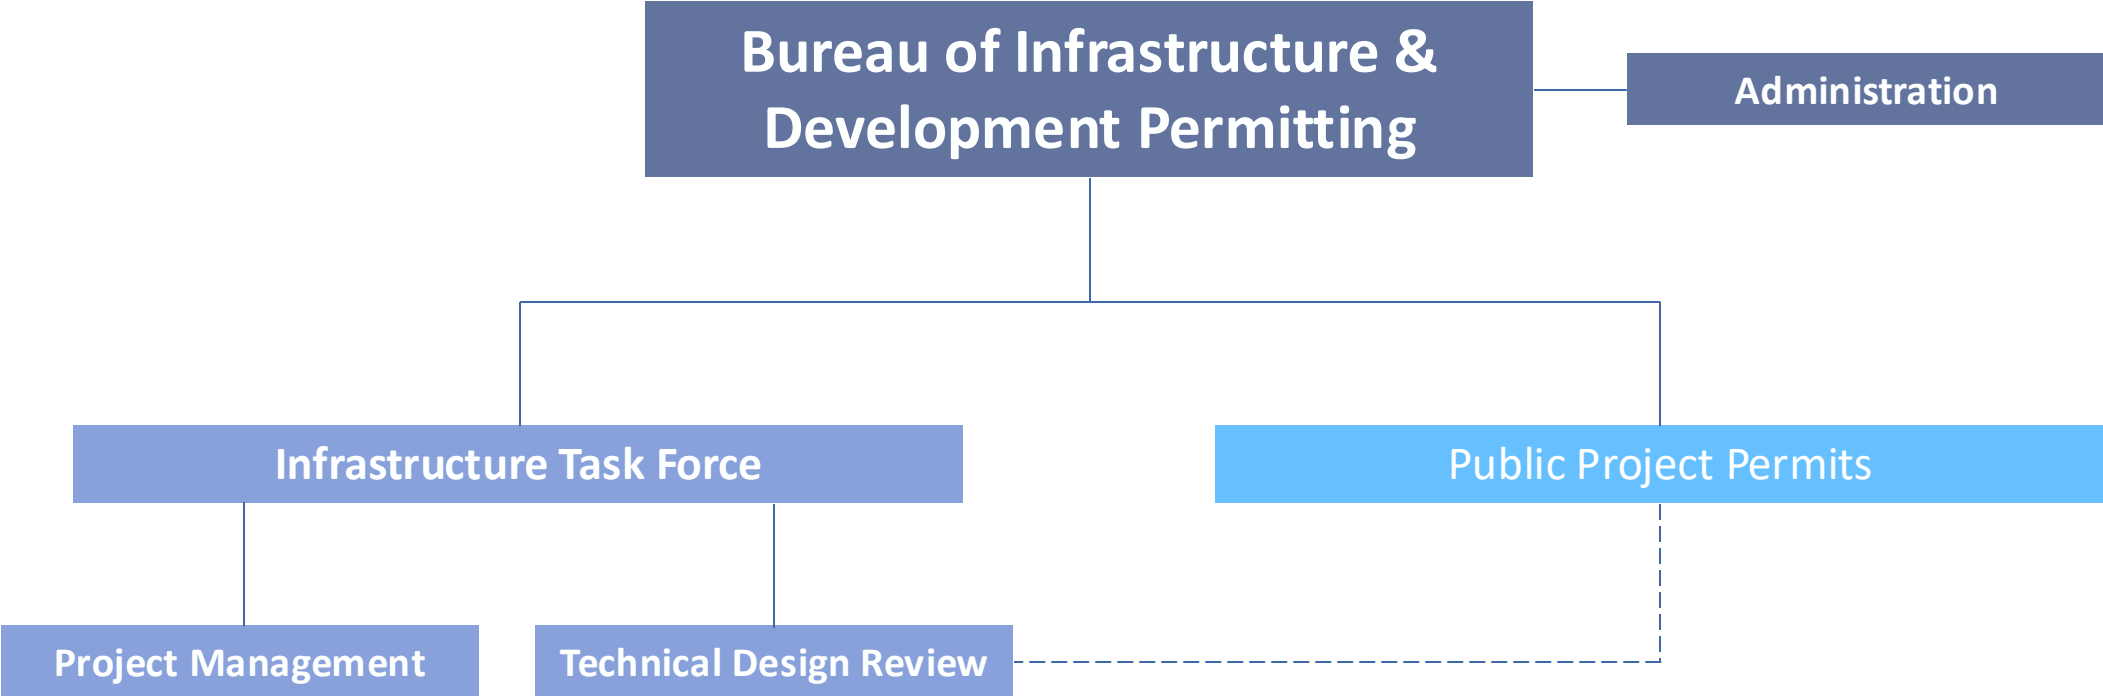 Bureau of Infrastructure &
Development Permitting
Administration
Infrastructure Task Force
Public Project Permits
Project Management
Technical Design Review